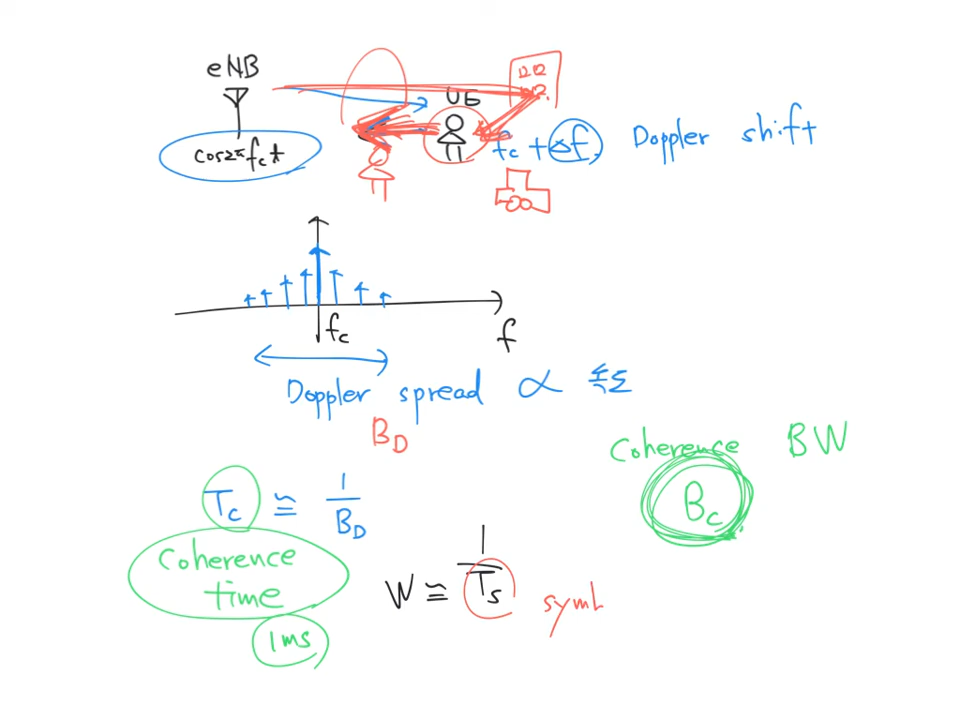 eNB
UE
cos2πfct
fc + Δf, Doppler shift
fc
f
Doppler spread ∝ 속도
BD
Coherence BW
Bc
Tc ≅ 1/BD
Coherence
time
W ≅ 1/Ts symb
1ms